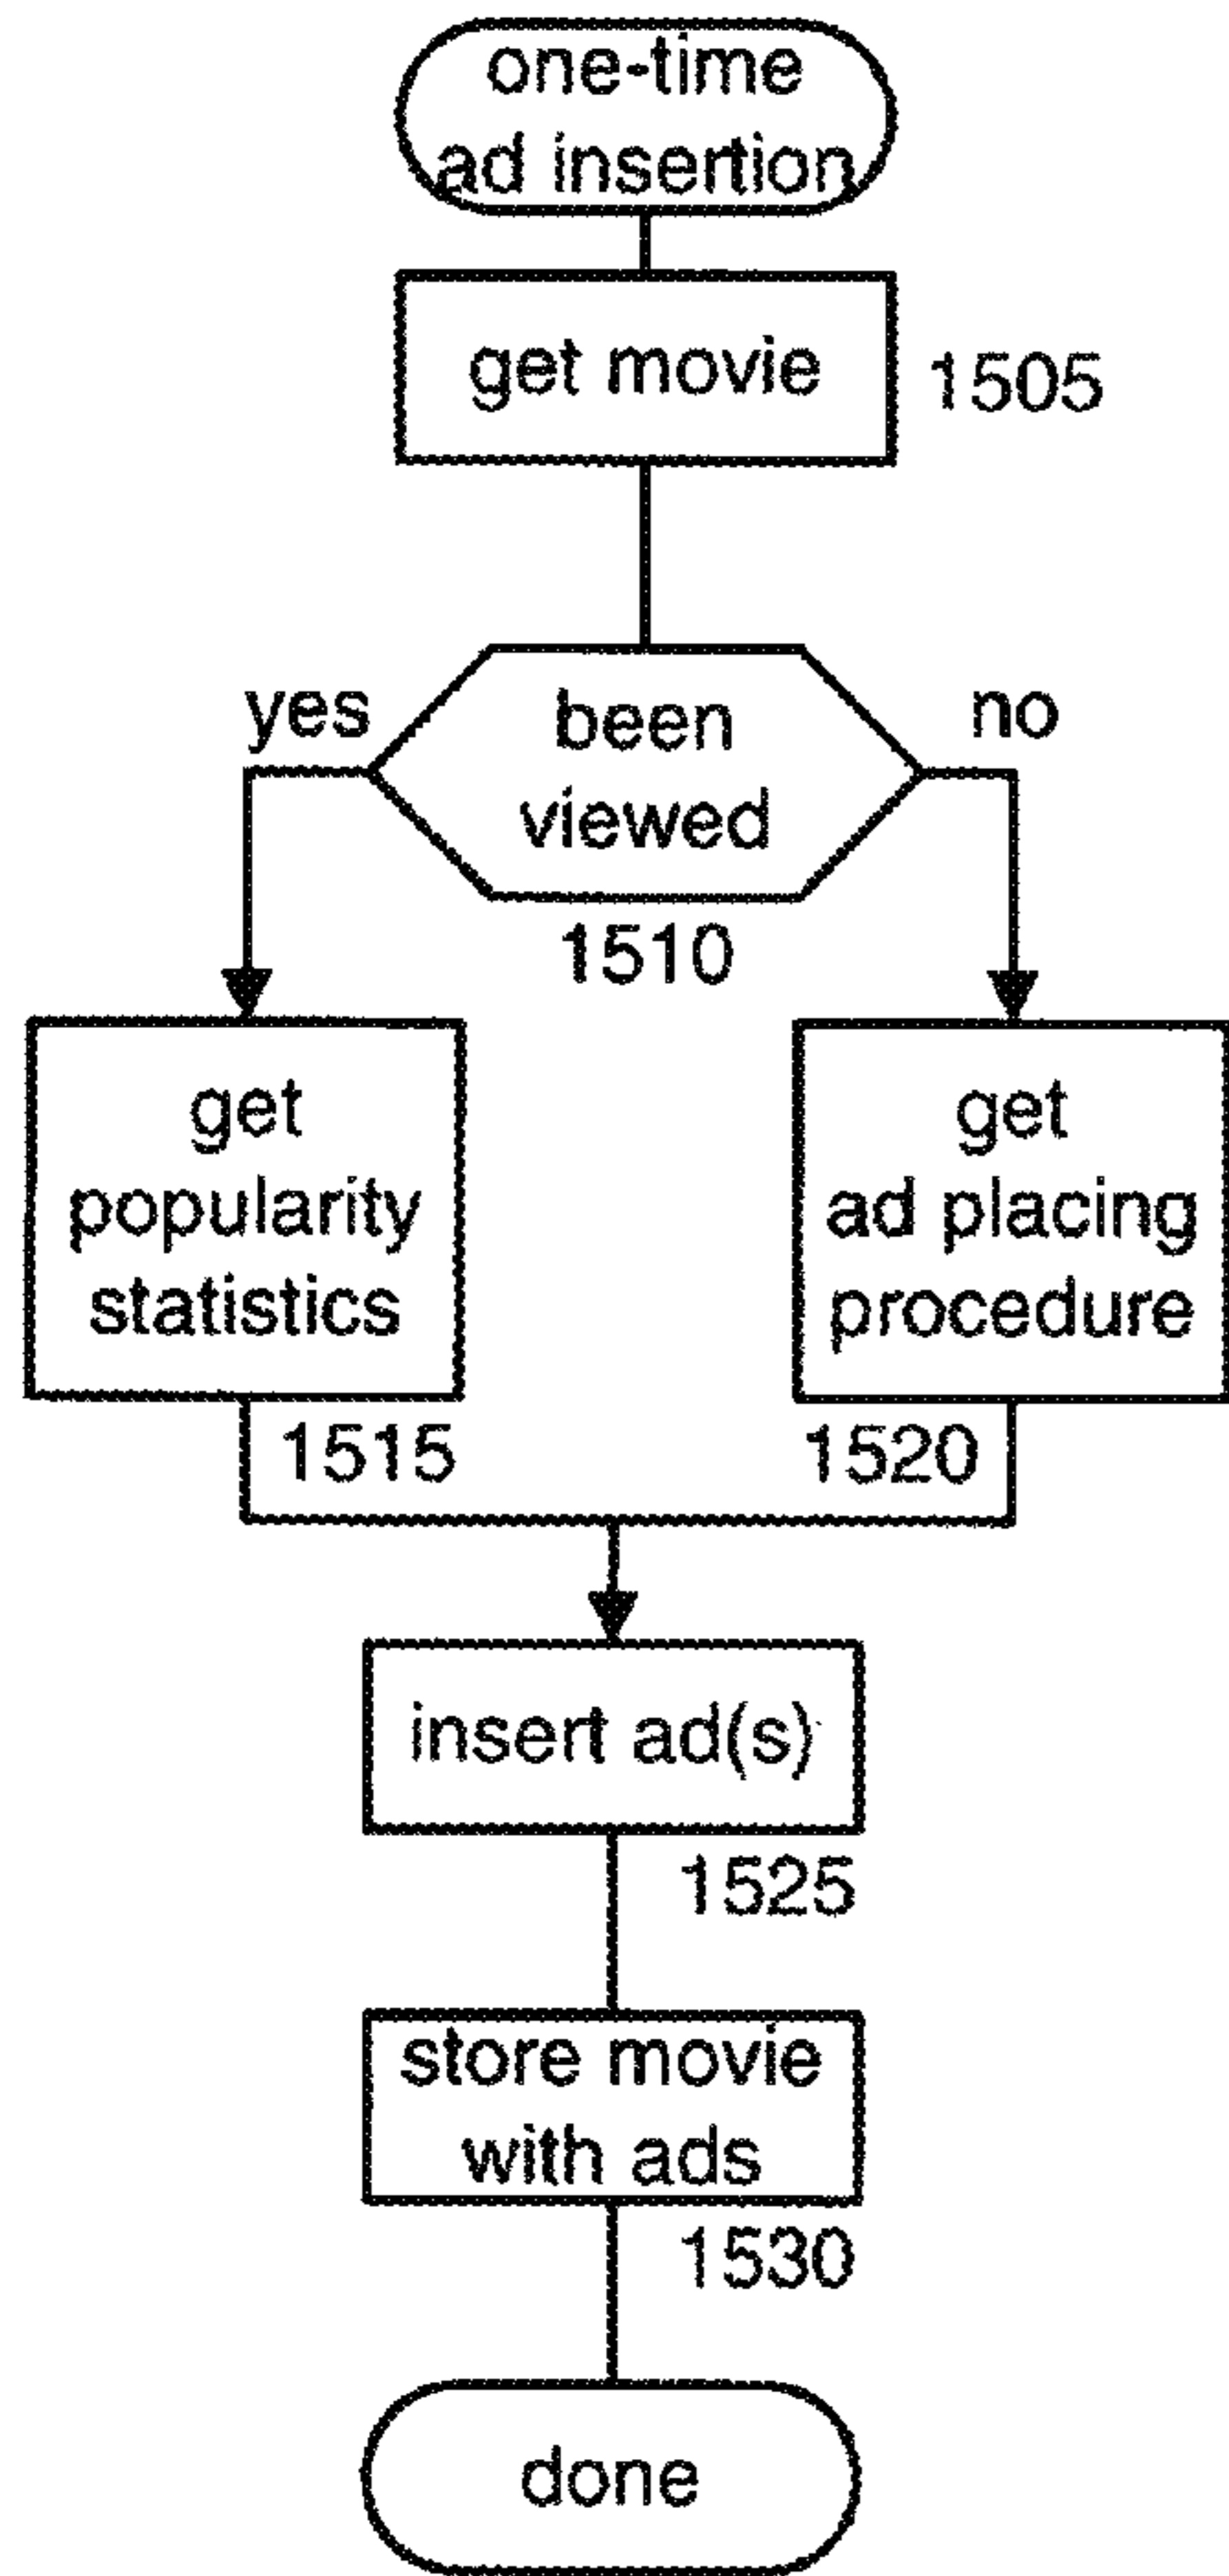 one-time
ad insertion
get movie
1505
yes
been
viewed
no
1510
get
popularity
statistics
1515
get
ad placing
procedure
1520
insert ad(s)
1525
store movie
with ads
1530
done